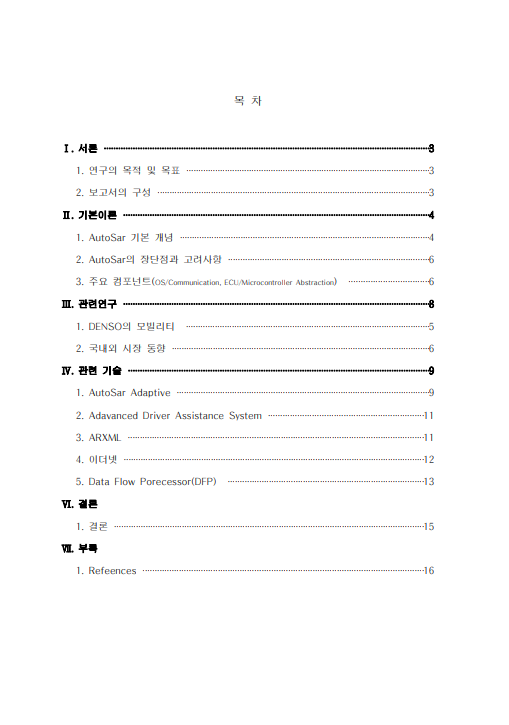 목 차
Ⅰ. 서론 ········ 3
1. 연구의 목적 및 목표 ········ 3
2. 보고서의 구성 ········ 3
Ⅱ. 기본이론 ········ 4
1. AutoSar 기본 개념 ········ 4
2. AutoSar의 장단점과 고려사항 ········ 6
3. 주요 컴포넌트(OS/Communication, ECU/Microcontroller Abstraction) ········ 6
Ⅲ. 관련연구 ········ 8
1. DENSO의 모빌리티 ········ 5
2. 국내외 시장 동향 ········ 6
Ⅳ. 관련 기술 ········ 9
1. AutoSar Adaptive ········ 9
2. Adavanced Driver Assistance System ········ 11
3. ARXML ········ 11
4. 이더넷 ········ 12
5. Data Flow Porecessor(DFP) ········ 13
Ⅵ. 결론
1. 결론 ········ 15
Ⅶ. 부록
1. Refeences ········ 16